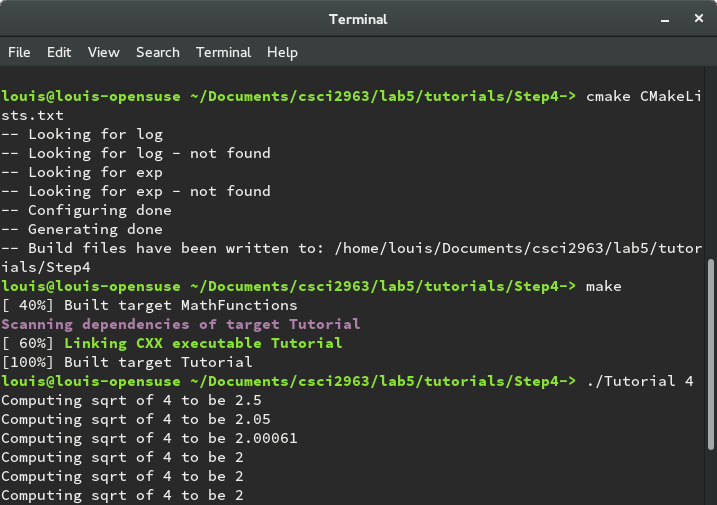 Terminal
File Edit View Search Terminal Help
louis@louis-opensuse ~/Documents/csci2963/lab5/tutorials/Step4-> cmake CMakeLi
sts.txt
-- Looking for log
-- Looking for log - not found
-- Looking for exp
-- Looking for exp - not found
-- Configuring done
-- Generating done
-- Build files have been written to: /home/louis/Documents/csci2963/lab5/tutor
ials/Step4
louis@louis-opensuse ~/Documents/csci2963/lab5/tutorials/Step4-> make
[ 40%] Built target MathFunctions
Scanning dependencies of target Tutorial
[ 60%] Linking CXX executable Tutorial
[100%] Built target Tutorial
louis@louis-opensuse ~/Documents/csci2963/lab5/tutorials/Step4-> ./Tutorial 4
Computing sqrt of 4 to be 2.5
Computing sqrt of 4 to be 2.05
Computing sqrt of 4 to be 2.00061
Computing sqrt of 4 to be 2
Computing sqrt of 4 to be 2
Computing sqrt of 4 to be 2